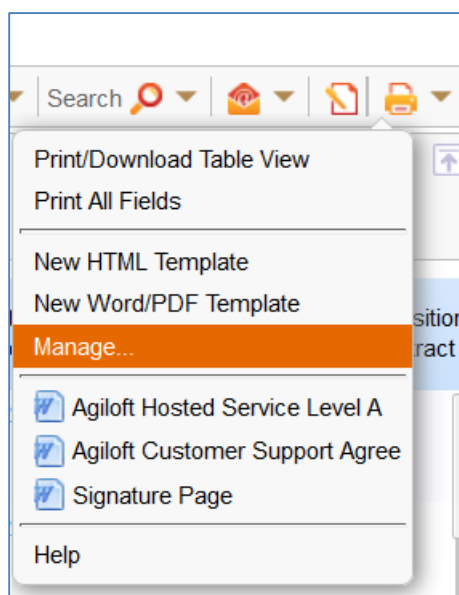 Search
Print/Download Table View
Print All Fields
New HTML Template
New Word/PDF Template
Manage...
Agiloft Hosted Service Level A
Agiloft Customer Support Agree
Signature Page
Help